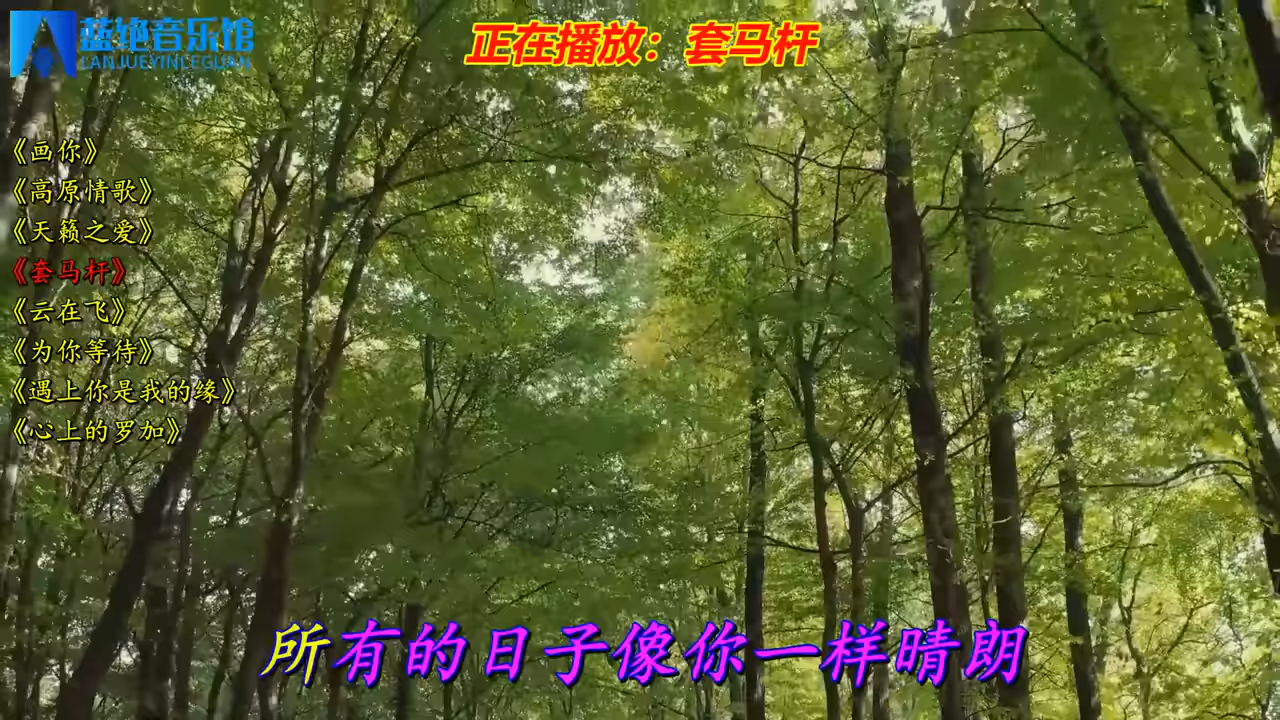 蓝绝音乐馆
LANJUEYINLEGUAN
正在播放：套马杆
《画你》
《高原情歌》
《天籁之爱》
《套马杆》
《云在飞》
《为你等待》
《遇上你是我的缘》
《心上的罗加》
所有的日子像你一样晴朗